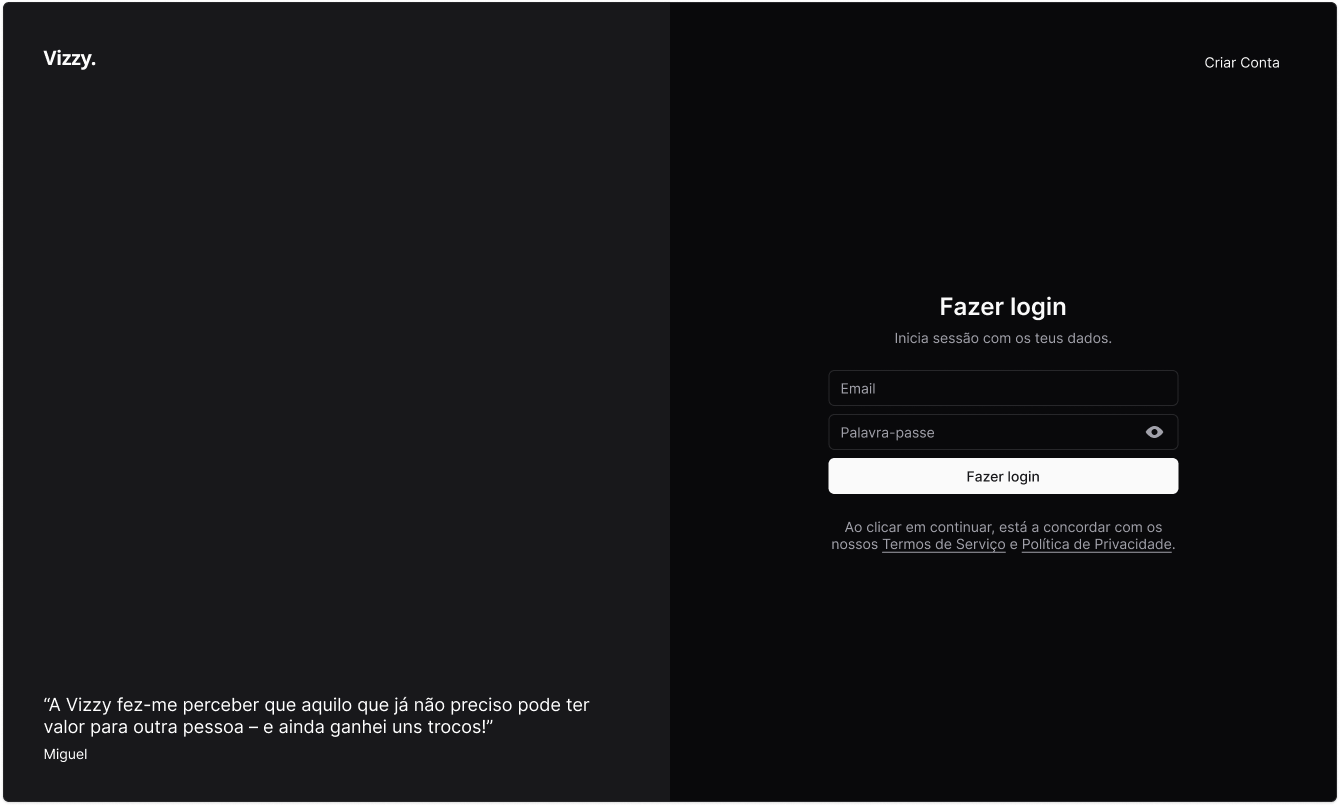 Vizzy.
Criar Conta
Fazer login
Inicia sessão com os teus dados.
Email
Palavra-passe
Fazer login
Ao clicar em continuar, está a concordar com os
nossos Termos de Serviço e Política de Privacidade.
“A Vizzy fez-me perceber que aquilo que já não preciso pode ter
valor para outra pessoa – e ainda ganhei uns trocos!”
Miguel